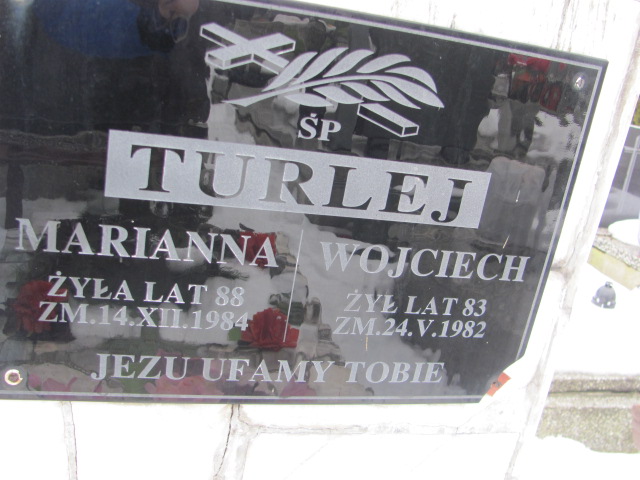 ŚP
TURLEJ
MARIANNA
ŻYŁA LAT 88
ZM.14.XII.1984
WOJCIECH
ŻYŁ LAT 83
ZM.24.V.1982
JEZU UFAMY TOBIE